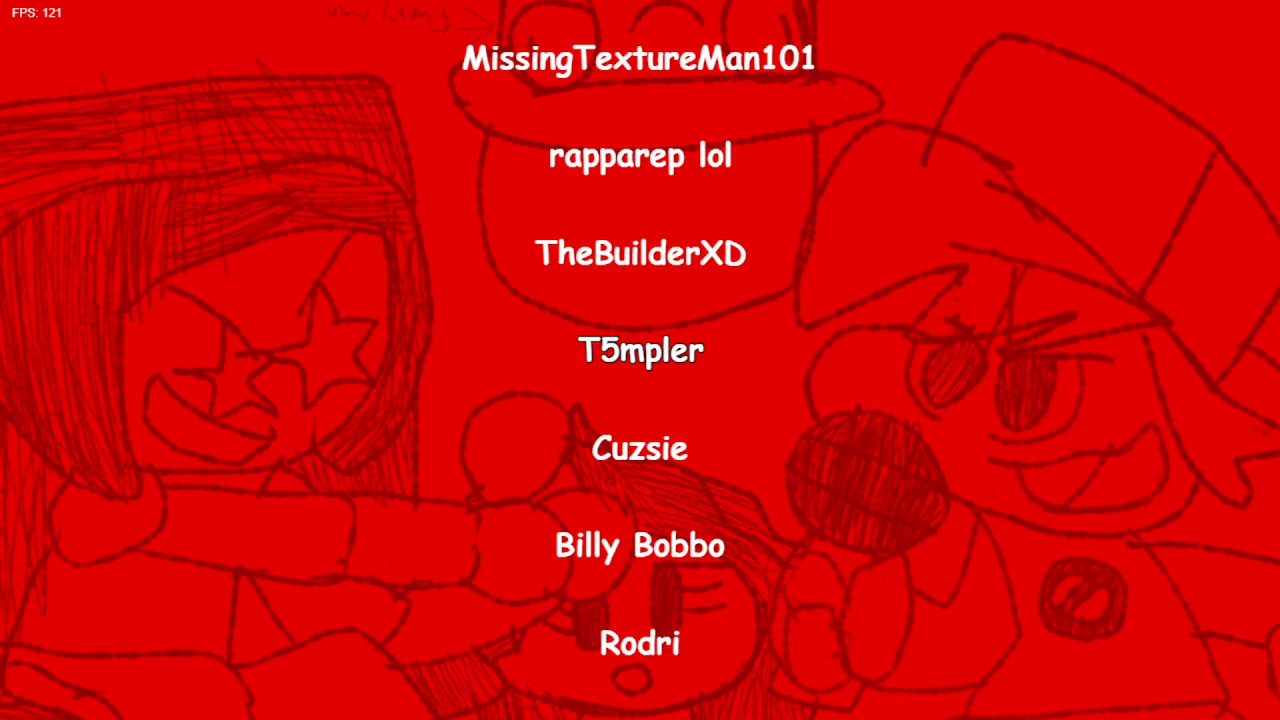 FPS: 121
MissingTextureMan101
rapparep lol
TheBuilderXD
T5mpler
Cuzsie
Billy Bobbo
Rodri